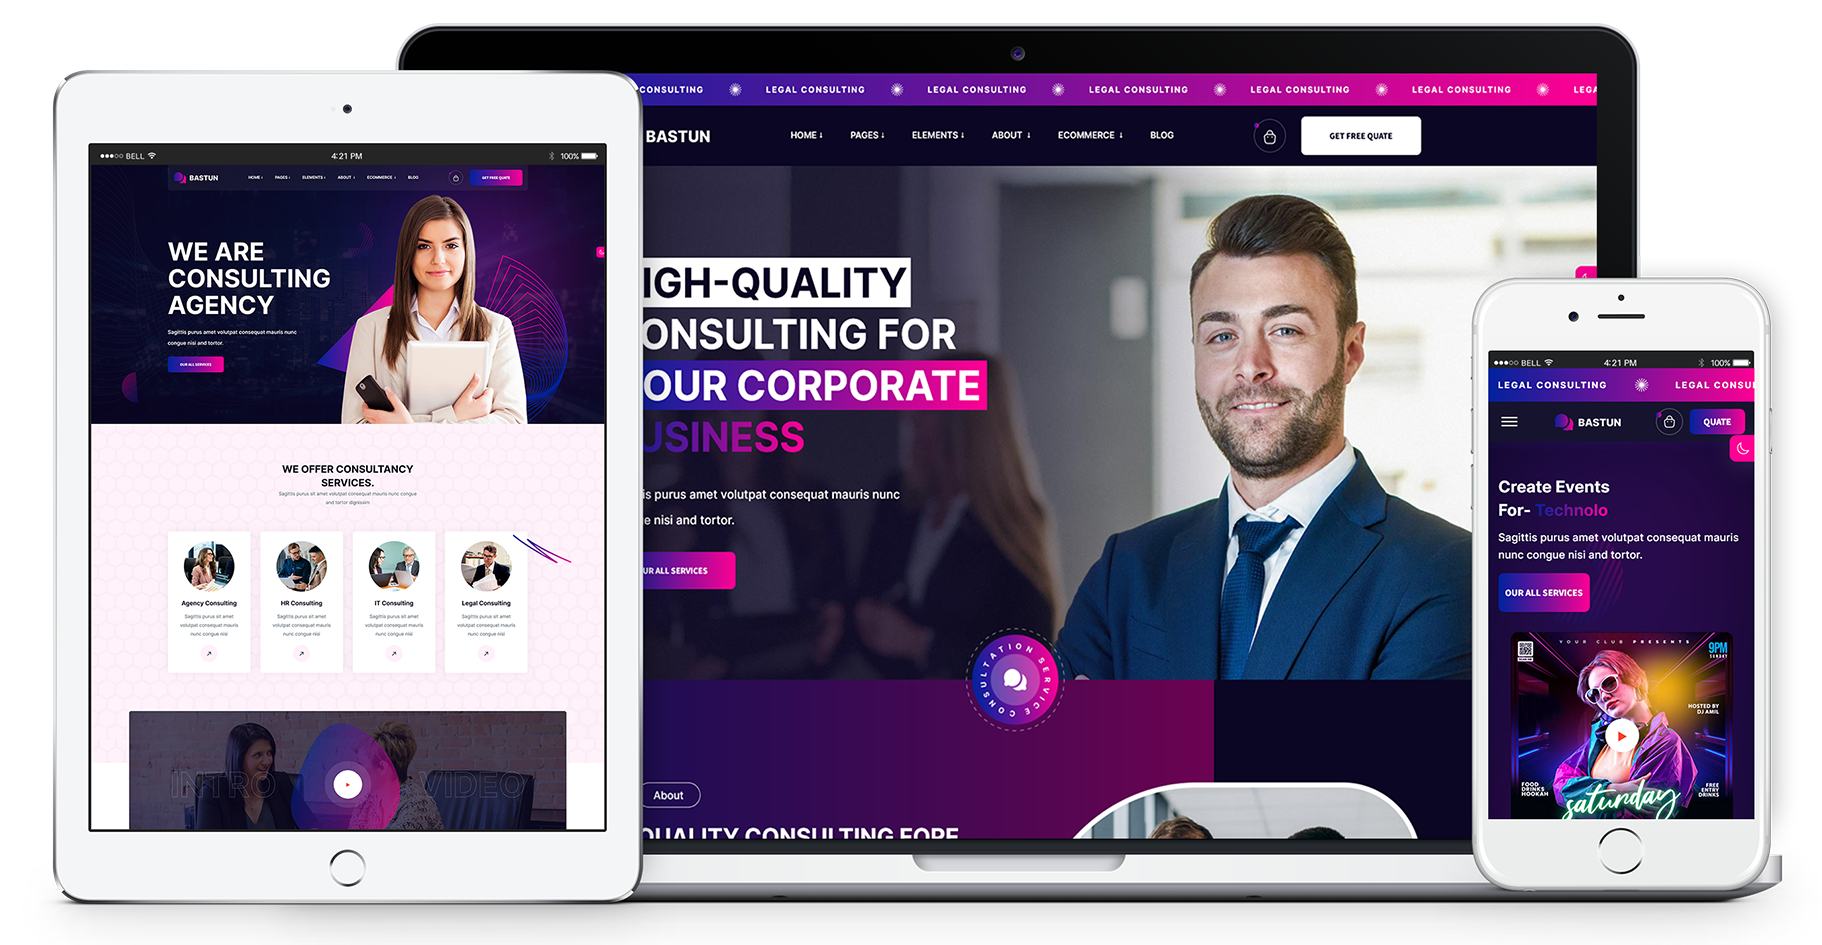 BELL
4:21 PM
100%
BASTUN
HOME PAGES ELEMENTS ABOUT ECOMMERCE BLOG
GET FREE QUATE
WE ARE
CONSULTING
AGENCY
Sagittis purus amet volutpat consequat mauris nunc
congue nisi and tortor.
OUR ALL SERVICES
WE OFFER CONSULTANCY
SERVICES.
Sagittis purus sit amet volutpat consequat mauris nunc congue
and tortor dignissim
Agency Consulting
Sagittis purus sit amet
volutpat consequat mauris
nunc congue nisi
HR Consulting
Sagittis purus sit amet
volutpat consequat mauris
nunc congue nisi
IT Consulting
Sagittis purus sit amet
volutpat consequat mauris
nunc congue nisi
Legal Consulting
Sagittis purus sit amet
volutpat consequat mauris
nunc congue nisi
INTRO VIDEO
CONSULTING LEGAL CONSULTING LEGAL CONSULTING LEGAL CONSULTING LEGAL CONSULTING LEGAL CONSULTING LEGA
BASTUN
HOME PAGES ELEMENTS ABOUT ECOMMERCE BLOG
GET FREE QUATE
IGH-QUALITY
ONSULTING FOR
OUR CORPORATE
USINESS
is purus amet volutpat consequat mauris nunc
e nisi and tortor.
UR ALL SERVICES
CONSULTATION SERVICE
About
QUALITY CONSULTING FORE
BELL
4:21 PM
100%
LEGAL CONSULTING LEGAL CONSU
BASTUN
QUATE
Create Events
For- Technolo
Sagittis purus amet volutpat consequat mauris
nunc congue nisi and tortor.
OUR ALL SERVICES
YOUR CLUB PRESENTS
9PM
SUNDAY
HOSTED BY
DJ AMIL
FOOD
DRINKS
HOOKAH
FREE
ENTRY
DRINKS
saturday